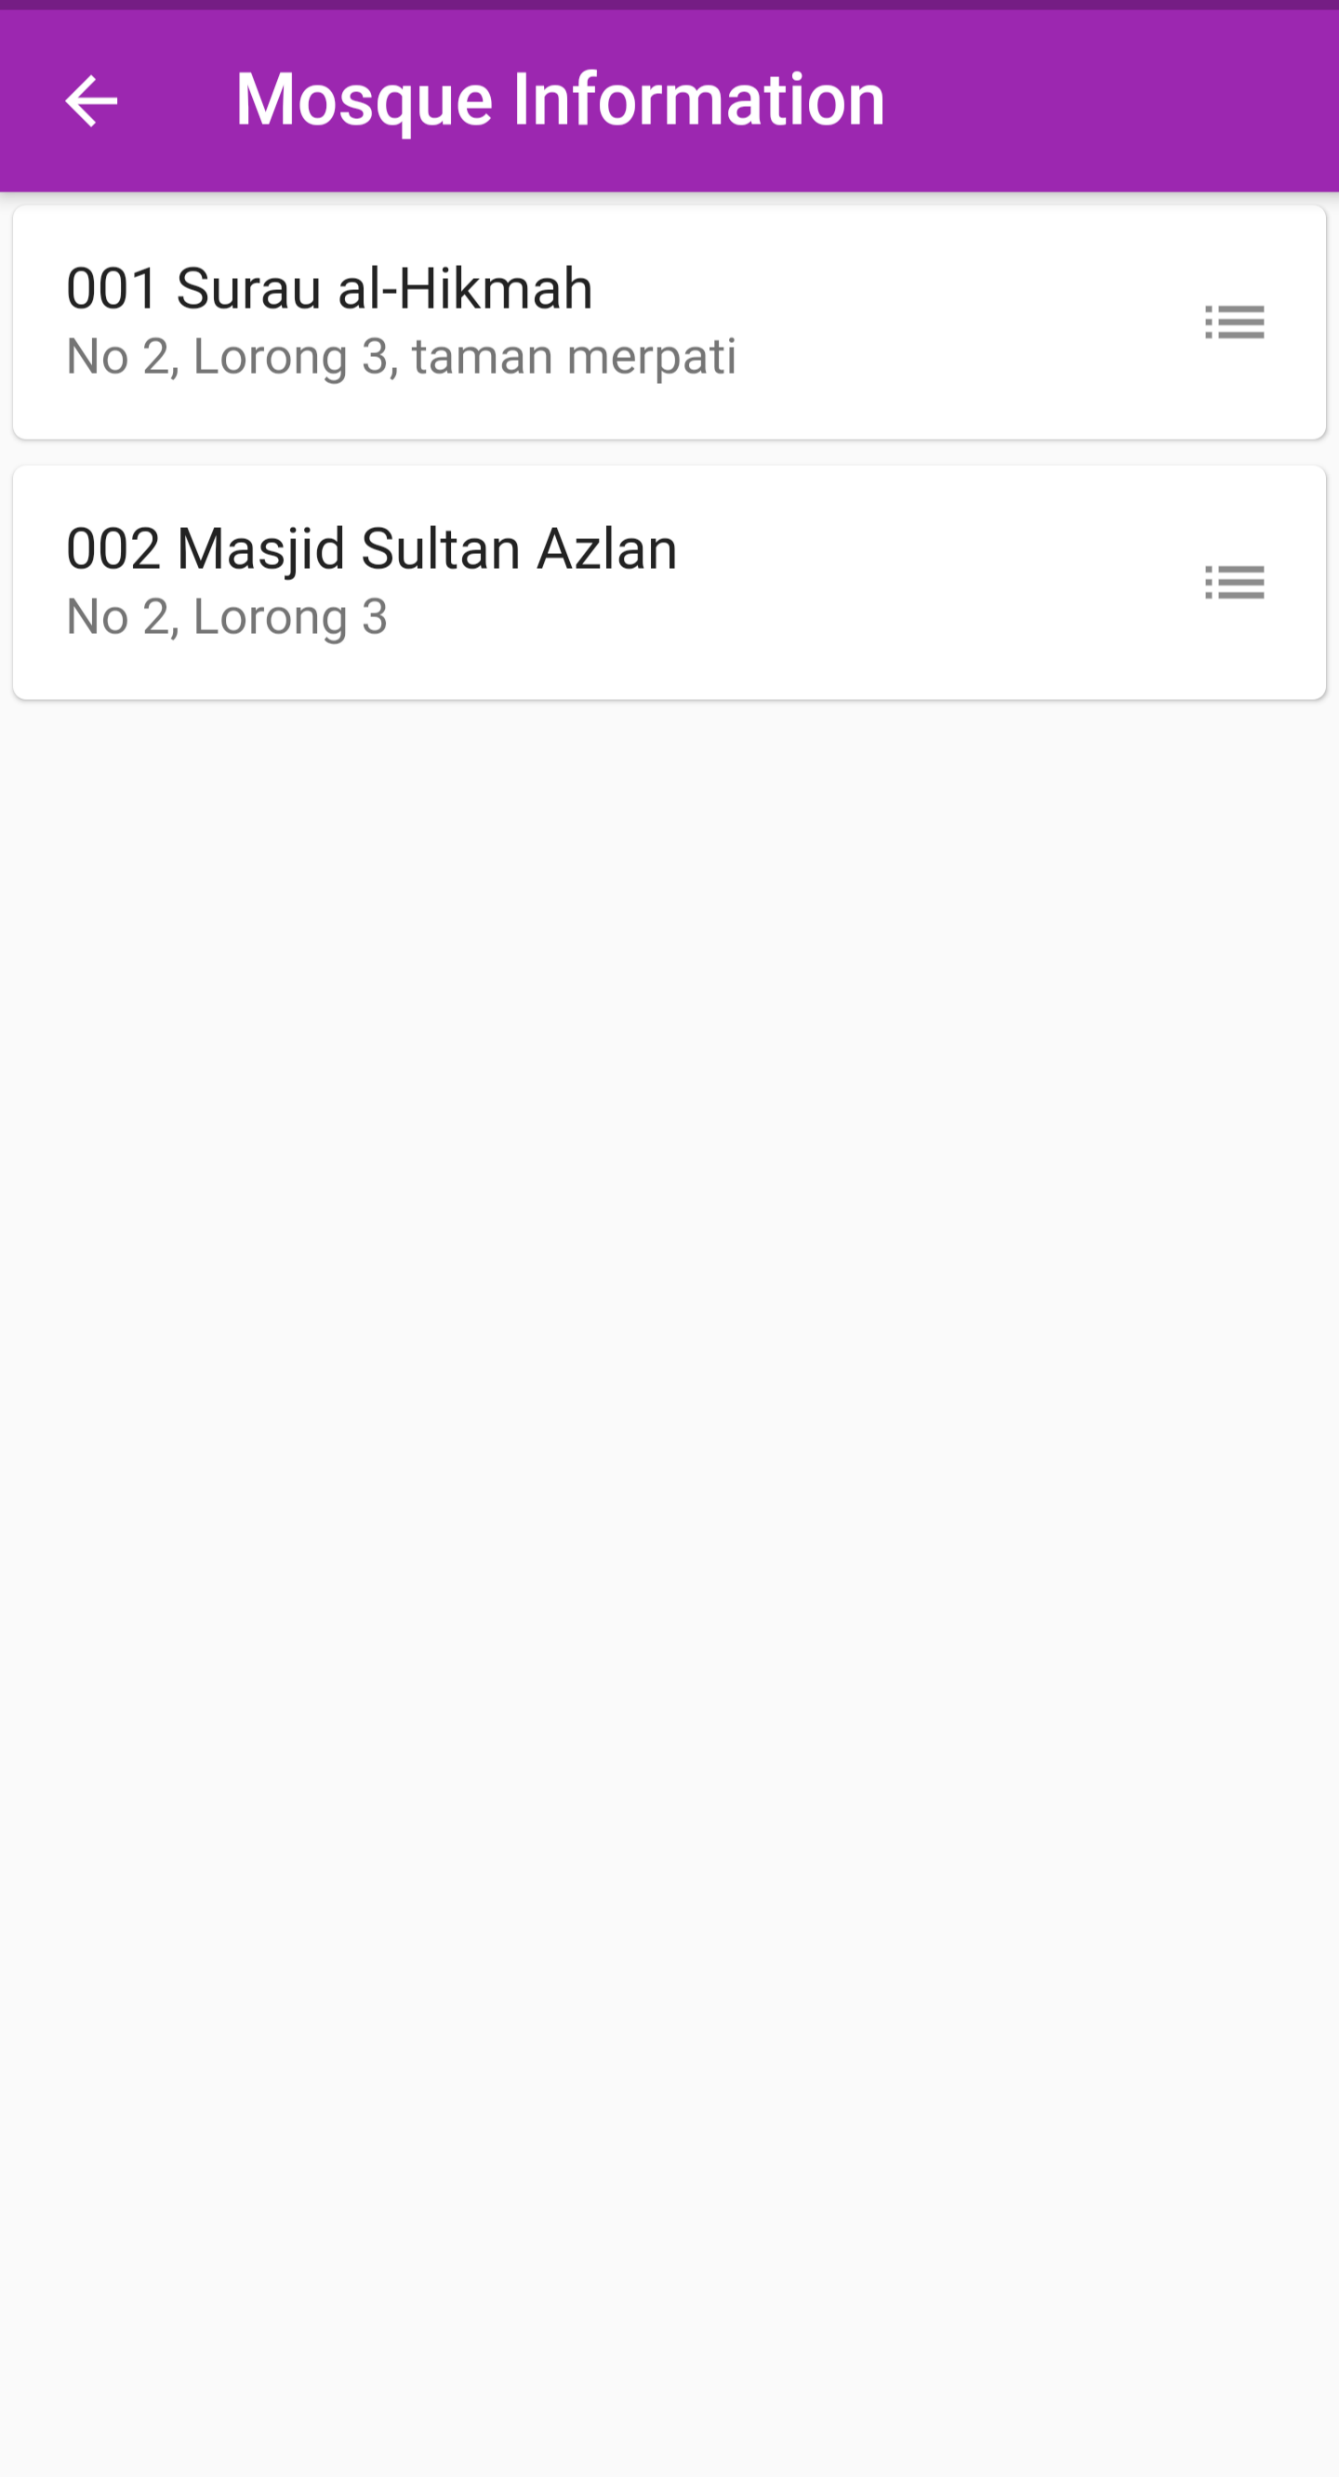 Mosque Information
001 Surau al-Hikmah
No 2, Lorong 3, taman merpati
002 Masjid Sultan Azlan
No 2, Lorong 3